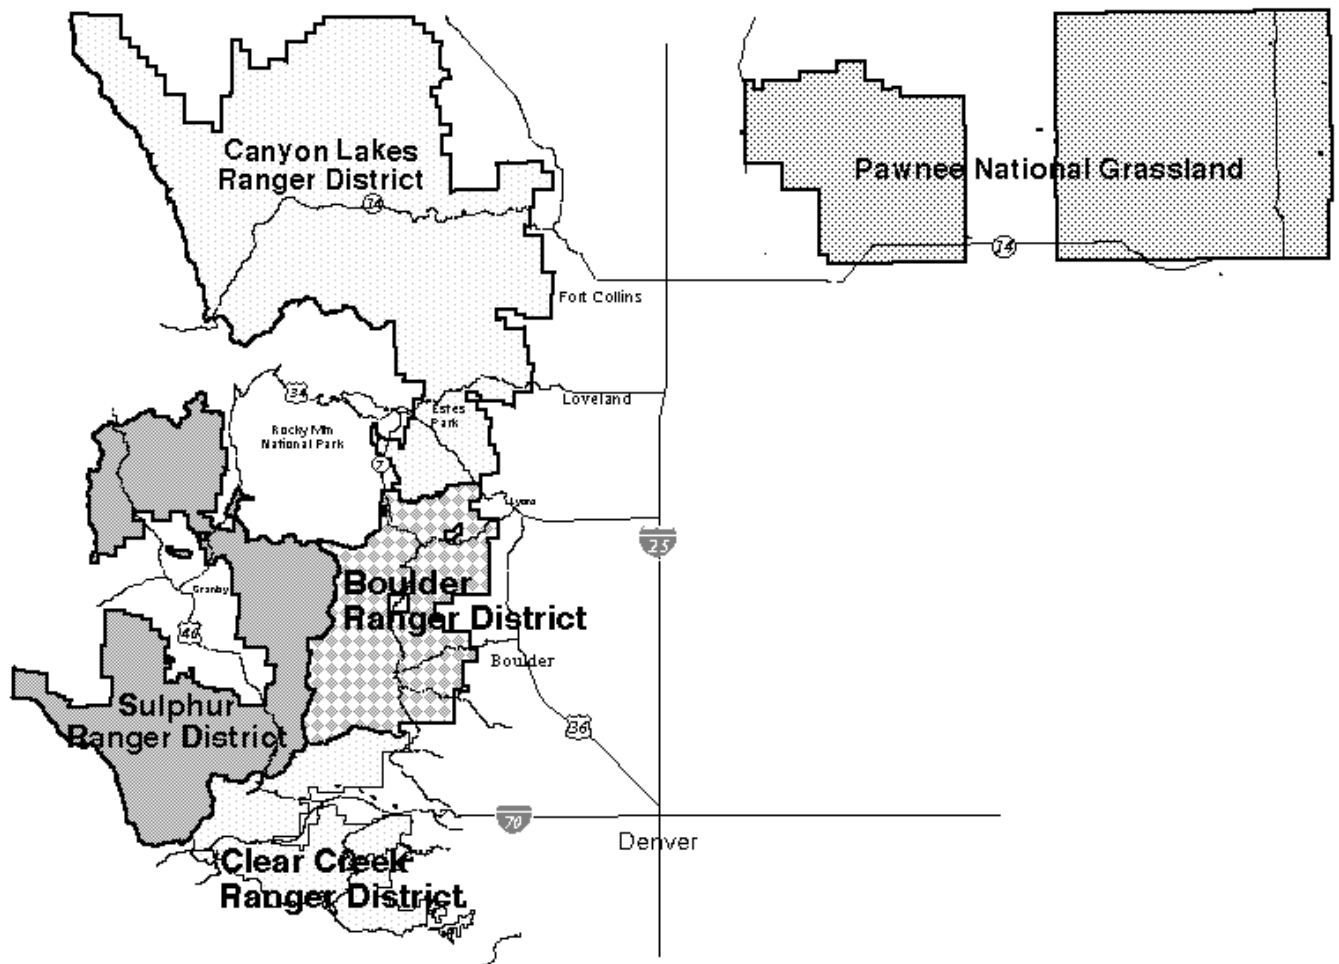 Canyon Lakes
Ranger District
14
Pawnee National Grassland
14
Fort Collins
34
Loveland
Estes
Park
Rocky Mtn
National Park
7
Lyons
25
Granby
Boulder
Ranger District
40
Boulder
Sulphur
Ranger District
36
70
Denver
Clear Creek
Ranger District